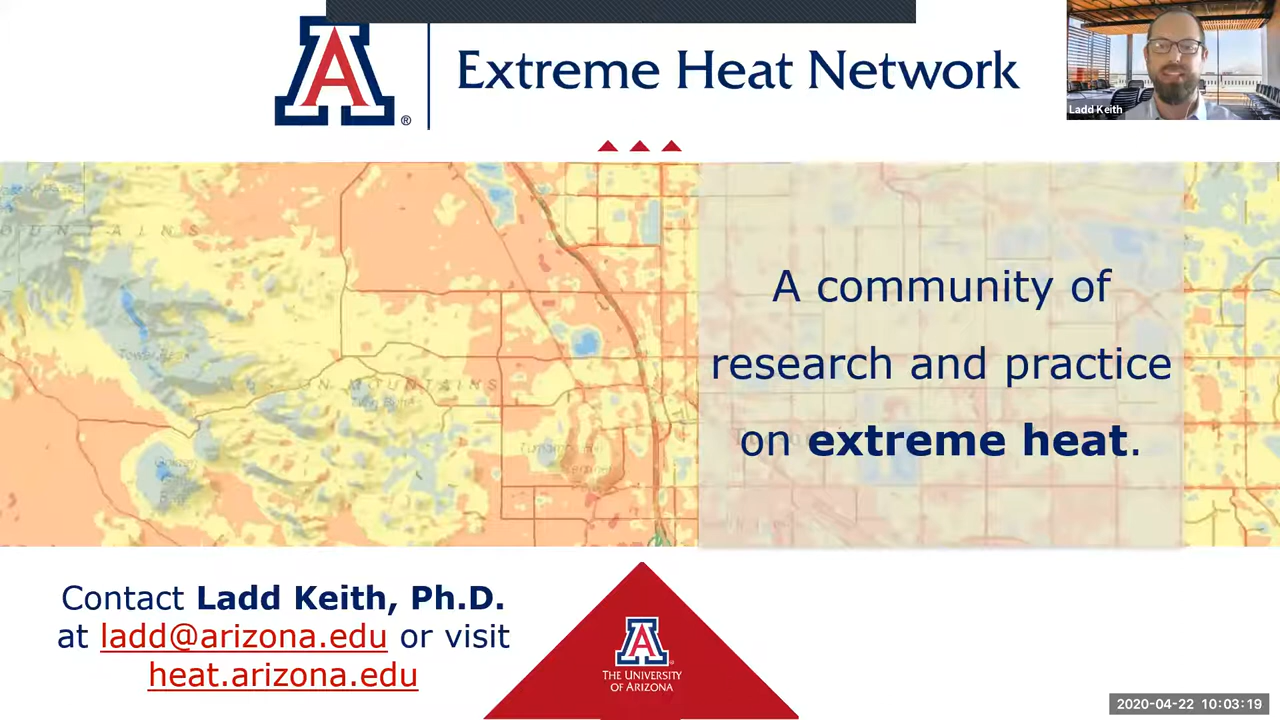 A
®
Extreme Heat Network
Ladd Keith
MOUNTAINS
A community of
research and practice
on extreme heat.
Contact Ladd Keith, Ph.D.
at ladd@arizona.edu or visit
heat.arizona.edu
A
THE UNIVERSITY
OF ARIZONA
2020-04-22 10:03:19